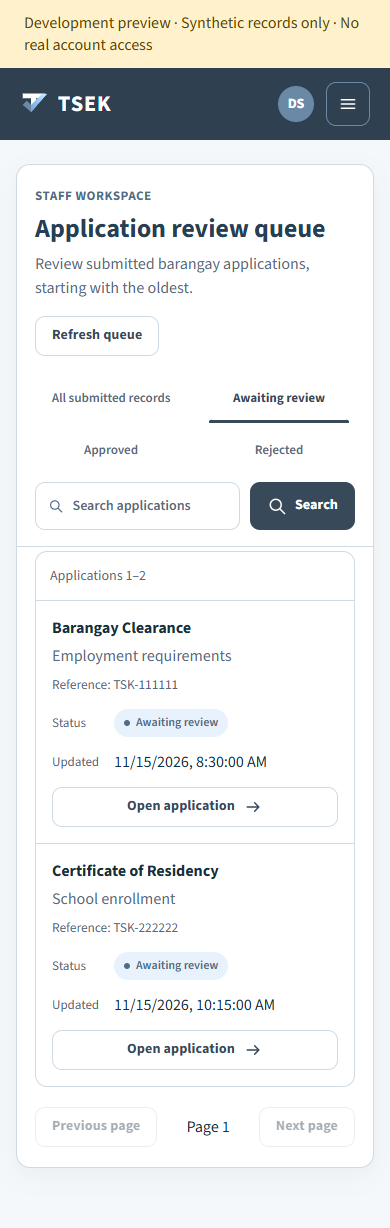 Development preview · Synthetic records only · No
real account access
TSEK
DS
STAFF WORKSPACE
Application review queue
Review submitted barangay applications,
starting with the oldest.
Refresh queue
All submitted records
Awaiting review
Approved
Rejected
Search applications
Search
Applications 1–2
Barangay Clearance
Employment requirements
Reference: TSK-111111
Status Awaiting review
Updated 11/15/2026, 8:30:00 AM
Open application
Certificate of Residency
School enrollment
Reference: TSK-222222
Status Awaiting review
Updated 11/15/2026, 10:15:00 AM
Open application
Previous page Page 1 Next page